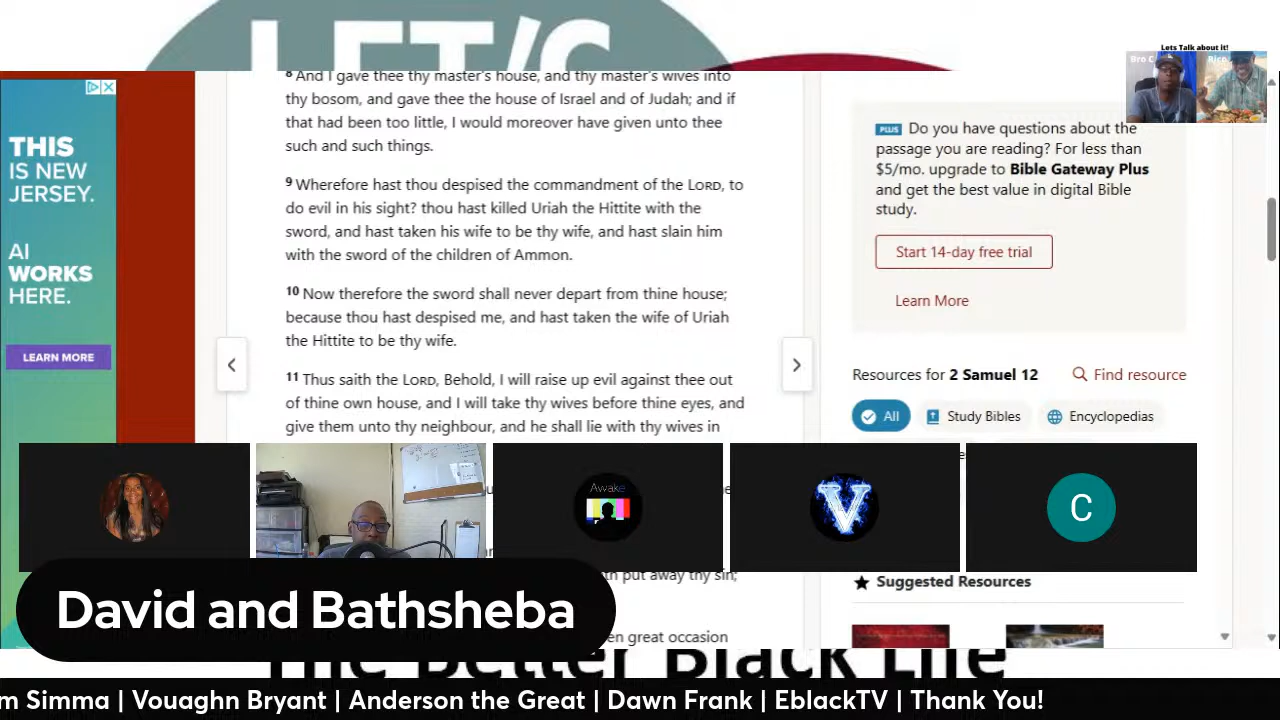 LET'S
Lets Talk about it!
Bro C
Rico
THIS
IS NEW
JERSEY.
AI
WORKS
HERE.
LEARN MORE
8 And I gave thee thy master's house, and thy master's wives into
thy bosom, and gave thee the house of Israel and of Judah; and if
that had been too little, I would moreover have given unto thee
such and such things.
9 Wherefore hast thou despised the commandment of the LORD, to
do evil in his sight? thou hast killed Uriah the Hittite with the
sword, and hast taken his wife to be thy wife, and hast slain him
with the sword of the children of Ammon.
10 Now therefore the sword shall never depart from thine house;
because thou hast despised me, and hast taken the wife of Uriah
the Hittite to be thy wife.
11 Thus saith the LORD, Behold, I will raise up evil against thee out
of thine own house, and I will take thy wives before thine eyes, and
give them unto thy neighbour, and he shall lie with thy wives in
put away thy sin;
great occasion
PLUS Do you have questions about the
passage you are reading? For less than
$5/mo. upgrade to Bible Gateway Plus
and get the best value in digital Bible
study.
Start 14-day free trial
Learn More
Resources for 2 Samuel 12 Find resource
All Study Bibles Encyclopedias
Suggested Resources
Awake
V
C
David and Bathsheba
The Better Black Life
m Simma | Vouaghn Bryant | Anderson the Great | Dawn Frank | EblackTV | Thank You!